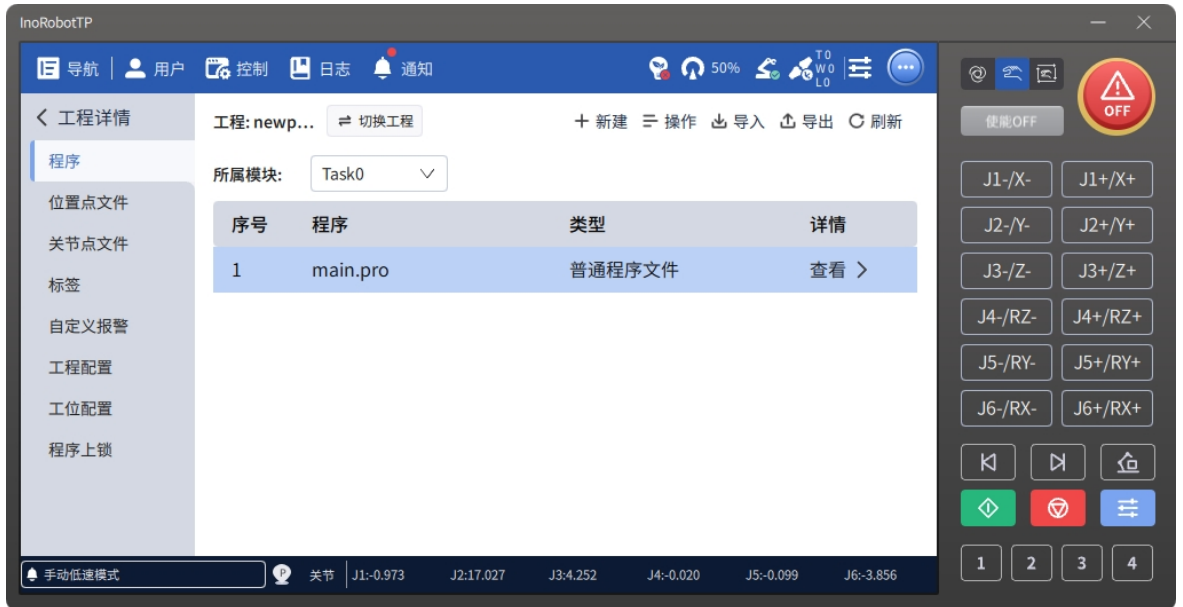 InoRobotTP
导航 用户 控制 日志 通知 50% T0 W0 L0
工程详情
工程: newp... 切换工程 新建 操作 导入 导出 刷新
OFF
使能OFF
程序
位置点文件
关节点文件
标签
自定义报警
工程配置
工位配置
程序上锁
所属模块: Task0
序号 程序 类型 详情
1 main.pro 普通程序文件 查看
J1-/X- J1+/X+
J2-/Y- J2+/Y+
J3-/Z- J3+/Z+
J4-/RZ- J4+/RZ+
J5-/RY- J5+/RY+
J6-/RX- J6+/RX+
1 2 3 4
手动低速模式 P 关节 J1:-0.973 J2:17.027 J3:4.252 J4:-0.020 J5:-0.099 J6:-3.856